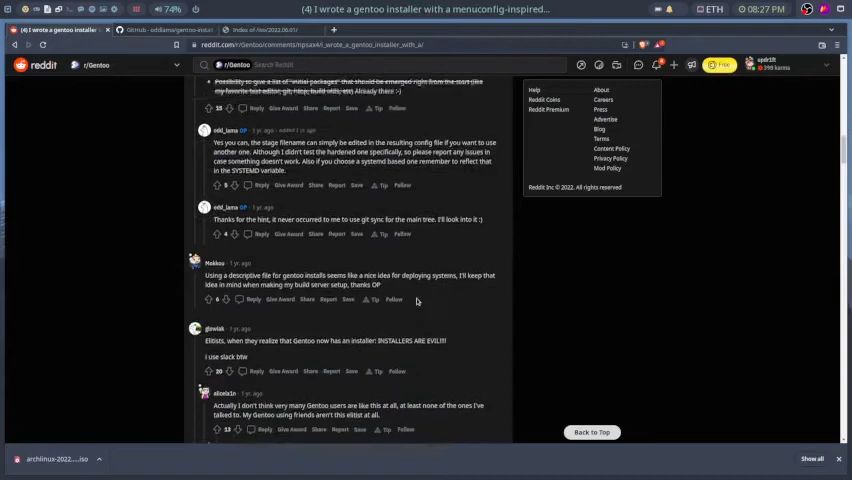 74%
(4) I wrote a gentoo installer with a menuconfig-inspired...
ETH
08:27 PM
(4) I wrote a gentoo install
GitHub - oddlama/gentoo-instal
Index of /iso/2022.06.01/
reddit.com/r/Gentoo/comments/
reddit
r/Gentoo
r/Gentoo
Search Reddit
Free
updr1ft
398 karma
Possibility to give a list of "initial packages" that should be emerged right from the start (like
my favorite text editor, git, htop, build utils, etc) Already there :-)
35 Reply Give Award Share Report Save Tip Follow
odd_lama OP · 1 yr. ago · edited 1 yr. ago
Yes you can, the stage filename can simply be edited in the resulting config file if you want to use
another one. Although I didn't test the hardened one specifically, so please report any issues in
case something doesn't work. Also if you choose a systemd based one remember to reflect that
in the SYSTEMD variable.
5 Reply Give Award Share Report Save Tip Follow
odd_lama OP · 1 yr. ago
Thanks for the hint, it never occurred to me to use git sync for the main tree. I'll look into it :)
4 Reply Give Award Share Report Save Tip Follow
Mokkou · 1 yr. ago
Using a descriptive file for gentoo installs seems like a nice idea for deploying systems, I'll keep that
idea in mind when making my build server setup, thanks OP
6 Reply Give Award Share Report Save Tip Follow
glowiak · 1 yr. ago
Elitists, when they realize that Gentoo now has an installer: INSTALLERS ARE EVIL!!!!
i use slack btw
20 Reply Give Award Share Report Save Tip Follow
1 yr. ago
Actually I don't think very many Gentoo users are like this at all, at least none of the ones I've
talked to. My Gentoo using friends aren't this elitist at all.
13 Reply Give Award Share Report Save Tip Follow
Help
Reddit Coins
Reddit Premium
About
Careers
Press
Advertise
Blog
Terms
Content Policy
Privacy Policy
Mod Policy
Reddit Inc © 2022. All rights reserved
Back to Top
archlinux-2022.....iso
Show all